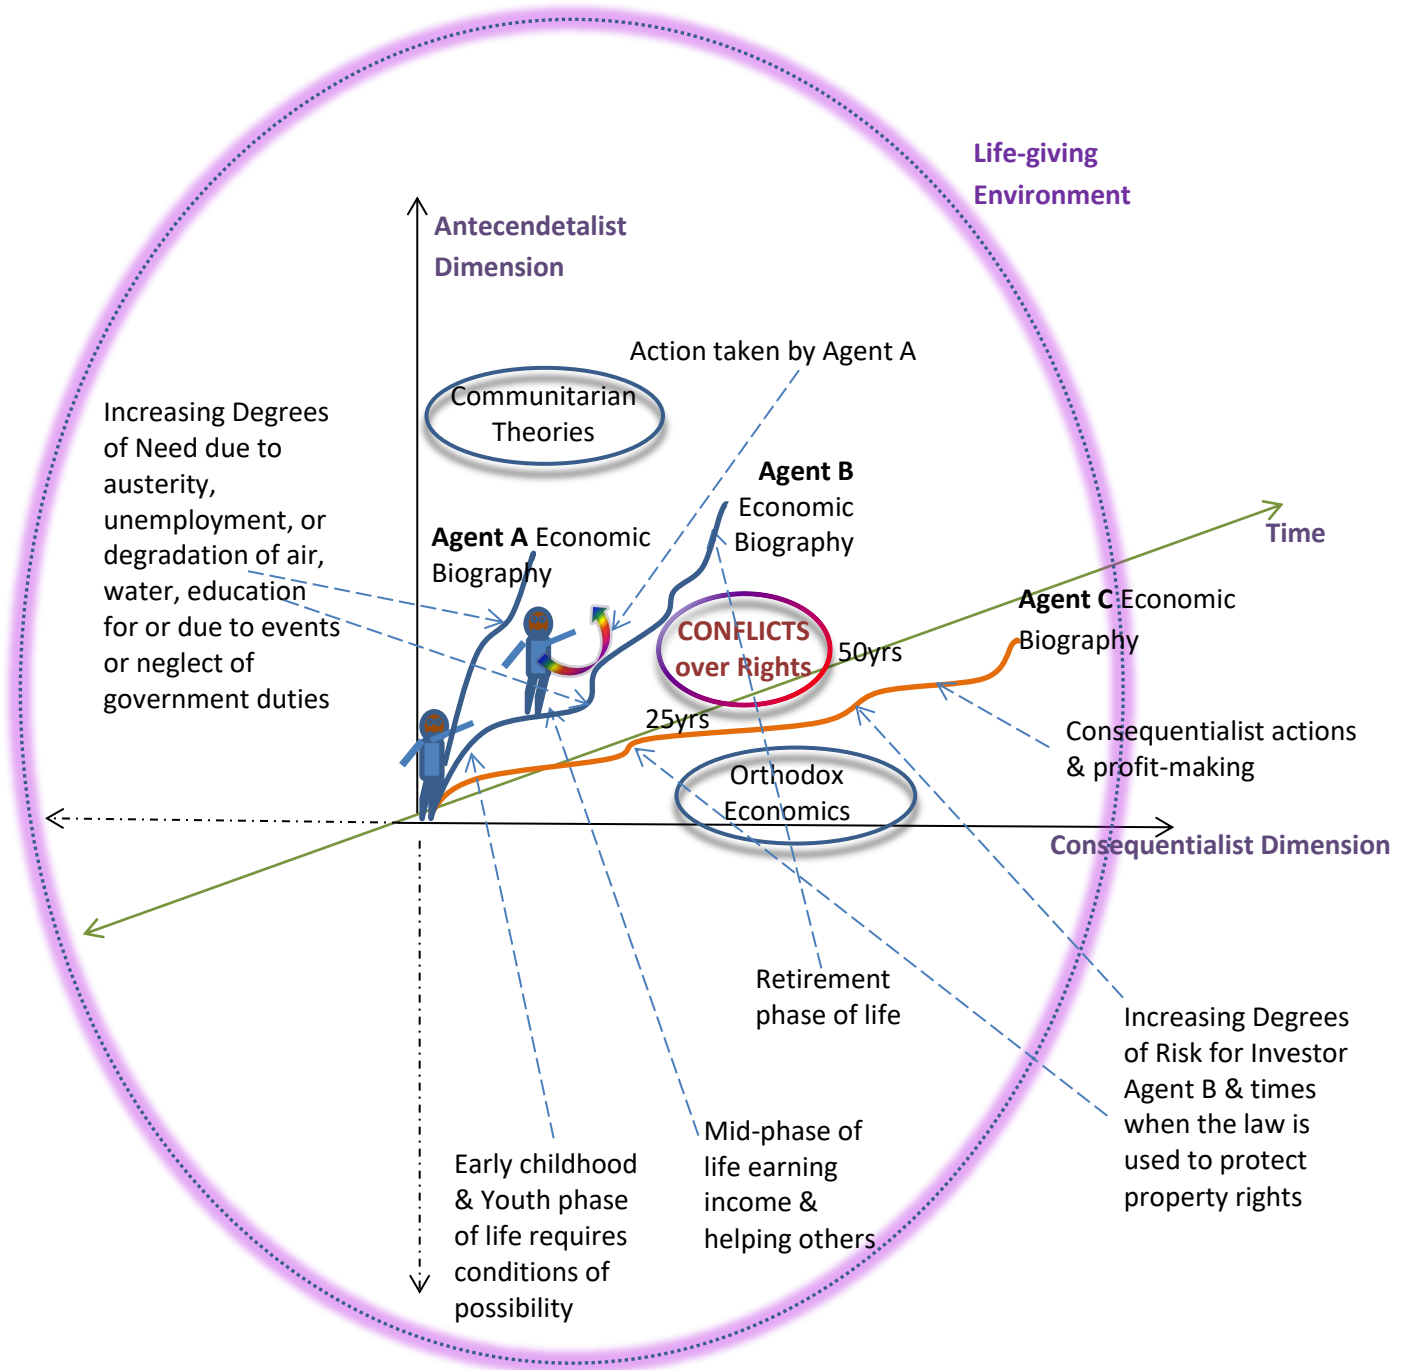 Life-giving
Environment
Antecendetalist
Dimension
Action taken by Agent A
Communitarian
Theories
Increasing Degrees
of Need due to
austerity,
unemployment, or
degradation of air,
water, education
for or due to events
or neglect of
government duties
Agent B
Economic
Biography
Agent A Economic
Biography
Time
Agent C Economic
Biography
CONFLICTS
over Rights
50yrs
25yrs
Consequentialist actions
& profit-making
Orthodox
Economics
Consequentialist Dimension
Retirement
phase of life
Increasing Degrees
of Risk for Investor
Agent B & times
when the law is
used to protect
property rights
Mid-phase of
life earning
income &
helping others
Early childhood
& Youth phase
of life requires
conditions of
possibility